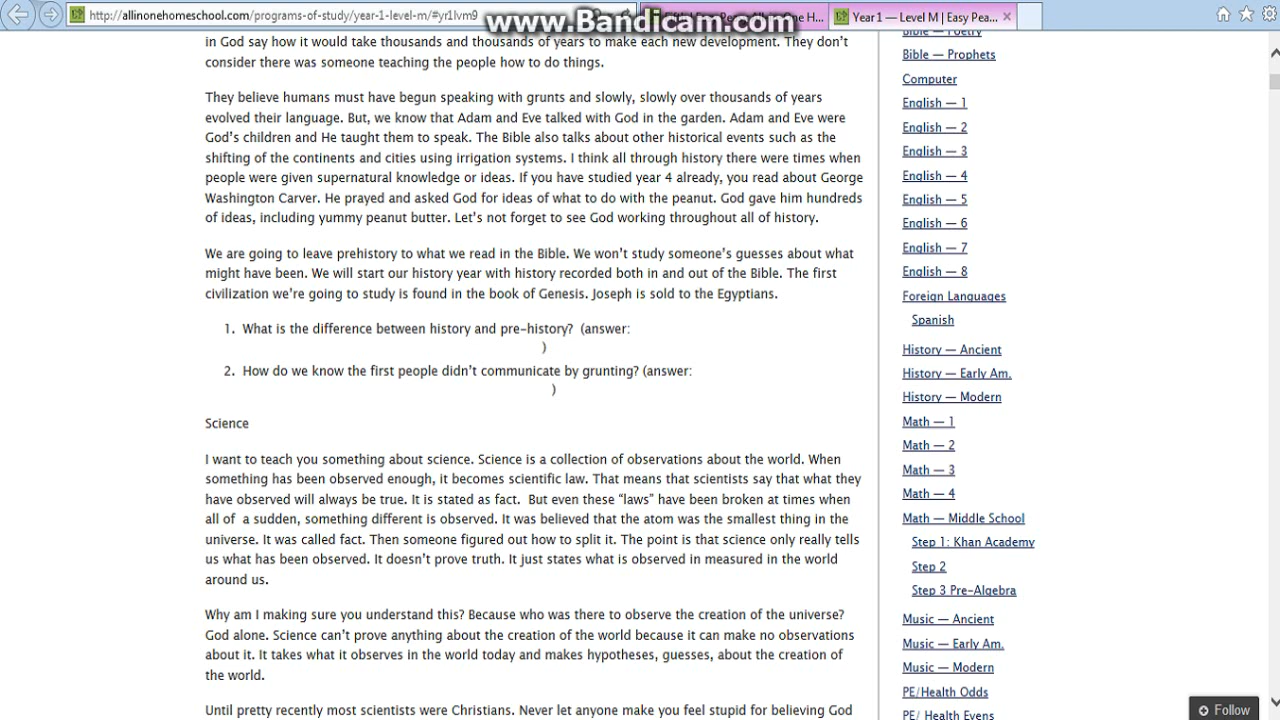 http://allinonehomeschool.com/programs-of-study/year-1-level-m/#yr1lvm9
www.Bandicam.com
Year 1 — Level M | Easy Pea...
in God say how it would take thousands and thousands of years to make each new development. They don't
consider there was someone teaching the people how to do things.
They believe humans must have begun speaking with grunts and slowly, slowly over thousands of years
evolved their language. But, we know that Adam and Eve talked with God in the garden. Adam and Eve were
God's children and He taught them to speak. The Bible also talks about other historical events such as the
shifting of the continents and cities using irrigation systems. I think all through history there were times when
people were given supernatural knowledge or ideas. If you have studied year 4 already, you read about George
Washington Carver. He prayed and asked God for ideas of what to do with the peanut. God gave him hundreds
of ideas, including yummy peanut butter. Let's not forget to see God working throughout all of history.
We are going to leave prehistory to what we read in the Bible. We won't study someone's guesses about what
might have been. We will start our history year with history recorded both in and out of the Bible. The first
civilization we're going to study is found in the book of Genesis. Joseph is sold to the Egyptians.
1. What is the difference between history and pre-history? (answer:
)
2. How do we know the first people didn't communicate by grunting? (answer:
)
Science
I want to teach you something about science. Science is a collection of observations about the world. When
something has been observed enough, it becomes scientific law. That means that scientists say that what they
have observed will always be true. It is stated as fact. But even these “laws” have been broken at times when
all of a sudden, something different is observed. It was believed that the atom was the smallest thing in the
universe. It was called fact. Then someone figured out how to split it. The point is that science only really tells
us what has been observed. It doesn't prove truth. It just states what is observed in measured in the world
around us.
Why am I making sure you understand this? Because who was there to observe the creation of the universe?
God alone. Science can't prove anything about the creation of the world because it can make no observations
about it. It takes what it observes in the world today and makes hypotheses, guesses, about the creation of
the world.
Until pretty recently most scientists were Christians. Never let anyone make you feel stupid for believing God
Bible — Poetry
Bible — Prophets
Computer
English — 1
English — 2
English — 3
English — 4
English — 5
English — 6
English — 7
English — 8
Foreign Languages
Spanish
History — Ancient
History — Early Am.
History — Modern
Math — 1
Math — 2
Math — 3
Math — 4
Math — Middle School
Step 1: Khan Academy
Step 2
Step 3 Pre-Algebra
Music — Ancient
Music — Early Am.
Music — Modern
PE/Health Odds
PE/ Health Evens
Follow